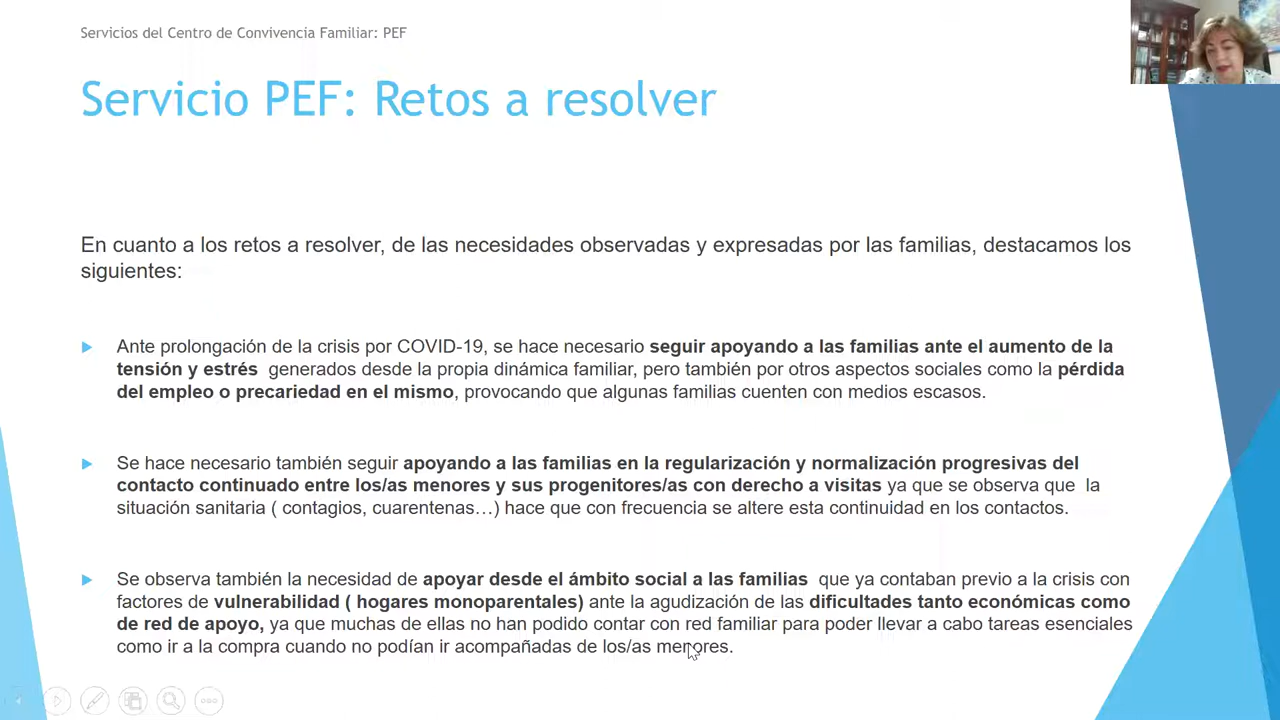 Servicios del Centro de Convivencia Familiar: PEF
Servicio PEF: Retos a resolver
En cuanto a los retos a resolver, de las necesidades observadas y expresadas por las familias, destacamos los
siguientes:
Ante prolongación de la crisis por COVID-19, se hace necesario seguir apoyando a las familias ante el aumento de la
tensión y estrés generados desde la propia dinámica familiar, pero también por otros aspectos sociales como la pérdida
del empleo o precariedad en el mismo, provocando que algunas familias cuenten con medios escasos.
Se hace necesario también seguir apoyando a las familias en la regularización y normalización progresivas del
contacto continuado entre los/as menores y sus progenitores/as con derecho a visitas ya que se observa que la
situación sanitaria ( contagios, cuarentenas…) hace que con frecuencia se altere esta continuidad en los contactos.
Se observa también la necesidad de apoyar desde el ámbito social a las familias que ya contaban previo a la crisis con
factores de vulnerabilidad ( hogares monoparentales) ante la agudización de las dificultades tanto económicas como
de red de apoyo, ya que muchas de ellas no han podido contar con red familiar para poder llevar a cabo tareas esenciales
como ir a la compra cuando no podían ir acompañadas de los/as menores.